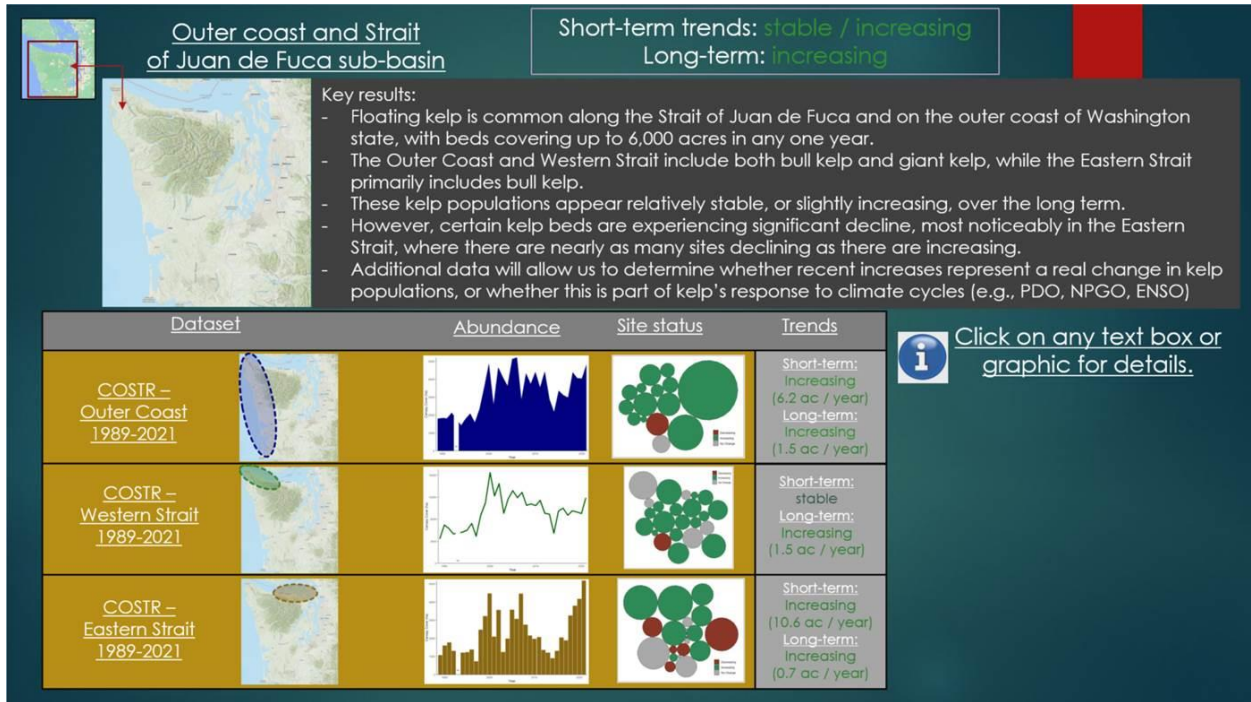 Outer coast and Strait
of Juan de Fuca sub-basin
Short-term trends: stable / increasing
Long-term: increasing
Key results:
- Floating kelp is common along the Strait of Juan de Fuca and on the outer coast of Washington
state, with beds covering up to 6,000 acres in any one year.
- The Outer Coast and Western Strait include both bull kelp and giant kelp, while the Eastern Strait
primarily includes bull kelp.
- These kelp populations appear relatively stable, or slightly increasing, over the long term.
- However, certain kelp beds are experiencing significant decline, most noticeably in the Eastern
Strait, where there are nearly as many sites declining as there are increasing.
- Additional data will allow us to determine whether recent increases represent a real change in kelp
populations, or whether this is part of kelp’s response to climate cycles (e.g., PDO, NPGO, ENSO)
Dataset Abundance Site status Trends
COSTR –
Outer Coast
1989-2021
Short-term:
Increasing
(6.2 ac / year)
Long-term:
Increasing
(1.5 ac / year)
COSTR –
Western Strait
1989-2021
Short-term:
stable
Long-term:
Increasing
(1.5 ac / year)
COSTR –
Eastern Strait
1989-2021
Short-term:
Increasing
(10.6 ac / year)
Long-term:
Increasing
(0.7 ac / year)
i
Click on any text box or
graphic for details.